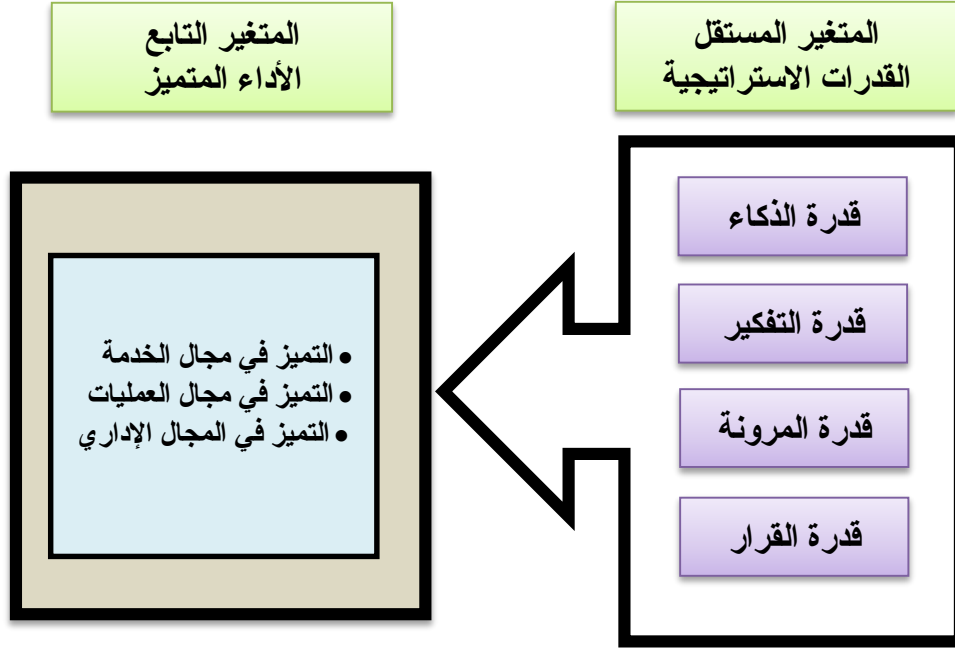 المتغير المستقل
القدرات الاستراتيجية
المتغير التابع
الأداء المتميز
قدرة الذكاء
قدرة التفكير
قدرة المرونة
قدرة القرار
• التميز في مجال الخدمة
• التميز في مجال العمليات
• التميز في المجال الإداري